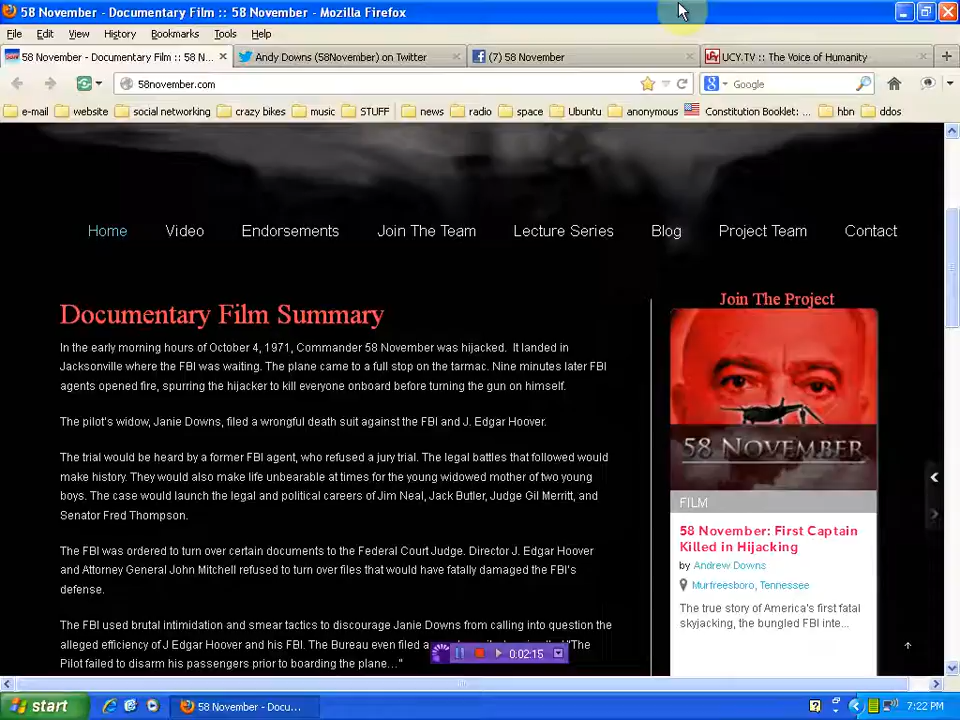 58 November - Documentary Film :: 58 November - Mozilla Firefox
File Edit View History Bookmarks Tools Help
58 November - Documentary Film :: 58 N...
Andy Downs (58November) on Twitter
(7) 58 November
UCY.TV :: The Voice of Humanity
58november.com
Google
e-mail website social networking crazy bikes music STUFF news radio space Ubuntu anonymous Constitution Booklet: ... hbn ddos
Home Video Endorsements Join The Team Lecture Series Blog Project Team Contact
Documentary Film Summary
In the early morning hours of October 4, 1971, Commander 58 November was hijacked. It landed in
Jacksonville where the FBI was waiting. The plane came to a full stop on the tarmac. Nine minutes later FBI
agents opened fire, spurring the hijacker to kill everyone onboard before turning the gun on himself.
The pilot's widow, Janie Downs, filed a wrongful death suit against the FBI and J. Edgar Hoover.
The trial would be heard by a former FBI agent, who refused a jury trial. The legal battles that followed would
make history. They would also make life unbearable at times for the young widowed mother of two young
boys. The case would launch the legal and political careers of Jim Neal, Jack Butler, Judge Gil Merritt, and
Senator Fred Thompson.
The FBI was ordered to turn over certain documents to the Federal Court Judge. Director J. Edgar Hoover
and Attorney General John Mitchell refused to turn over files that would have fatally damaged the FBI's
defense.
The FBI used brutal intimidation and smear tactics to discourage Janie Downs from calling into question the
alleged efficiency of J Edgar Hoover and his FBI. The Bureau even filed a "The
Pilot failed to disarm his passengers prior to boarding the plane..."
Join The Project
58 NOVEMBER
FILM
58 November: First Captain
Killed in Hijacking
by Andrew Downs
Murfreesboro, Tennessee
The true story of America's first fatal
skyjacking, the bungled FBI inte...
0:02:15
start
58 November - Docu...
7:22 PM